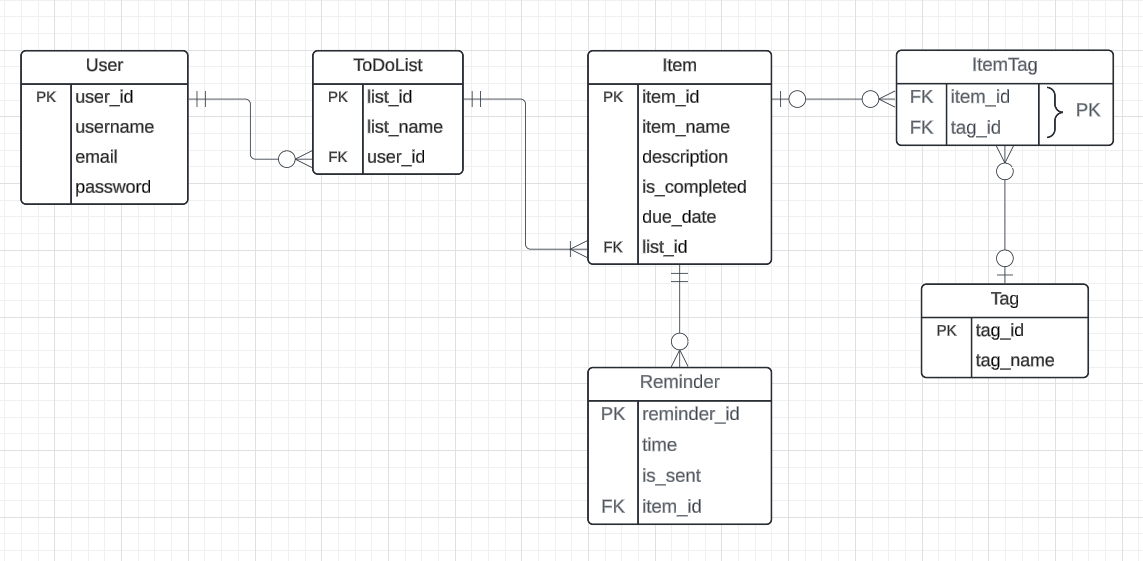 User
PK user_id
username
email
password
ToDoList
PK list_id
list_name
FK user_id
Item
PK item_id
item_name
description
is_completed
due_date
FK list_id
ItemTag
FK item_id
FK tag_id
PK
Tag
PK tag_id
tag_name
Reminder
PK reminder_id
time
is_sent
FK item_id